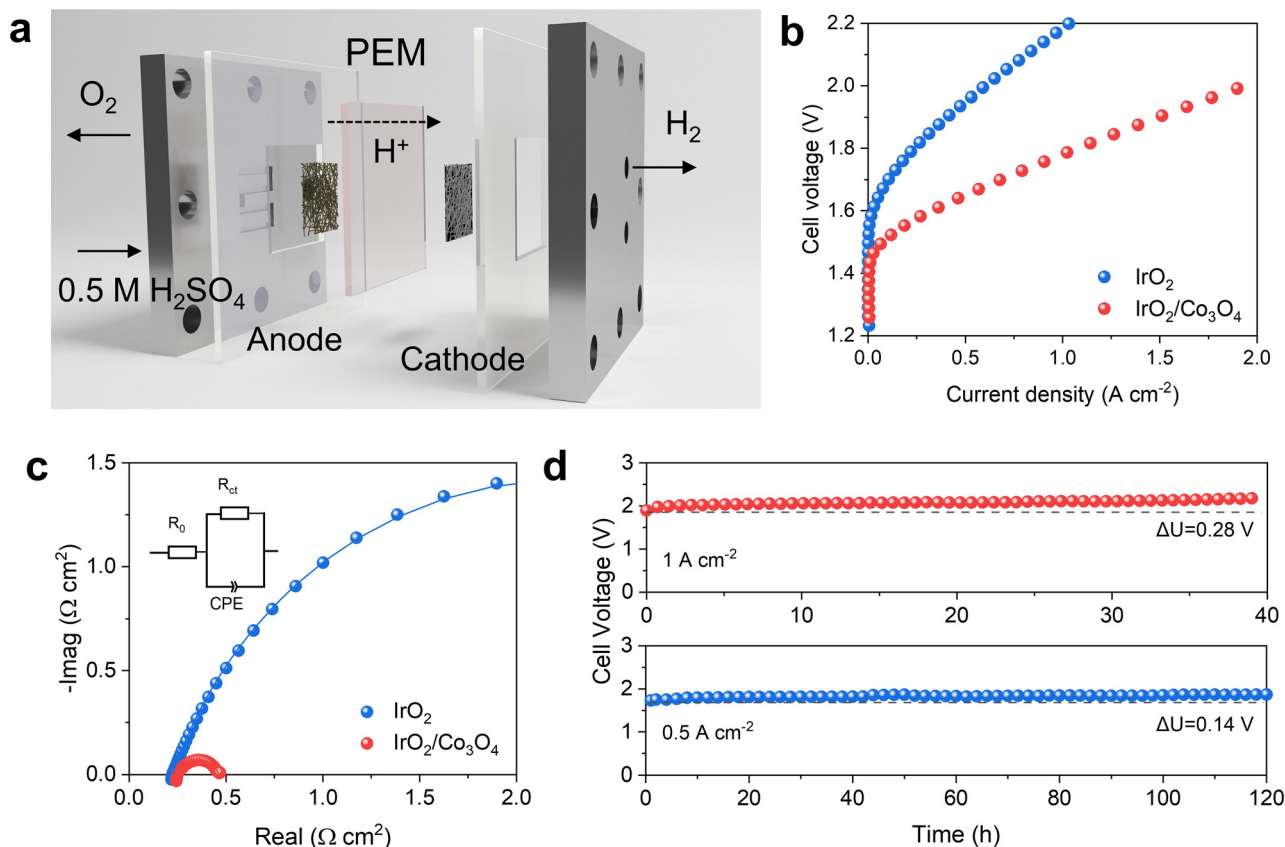 a
PEM
O₂
H⁺
H₂
0.5 M H₂SO₄
Anode
Cathode
b
2.2
2.0
1.8
1.6
1.4
1.2
Cell voltage (V)
IrO₂
IrO₂/Co₃O₄
0.0 0.5 1.0 1.5 2.0
Current density (A cm⁻²)
c
1.5
1.0
0.5
0.0
-Imag (Ω cm²)
R₀
Rct
CPE
IrO₂
IrO₂/Co₃O₄
0.0 0.5 1.0 1.5 2.0
Real (Ω cm²)
d
Cell Voltage (V)
3
2
1
0
1 A cm⁻²
ΔU=0.28 V
0 10 20 30 40
3
2
1
0
0.5 A cm⁻²
ΔU=0.14 V
0 20 40 60 80 100 120
Time (h)